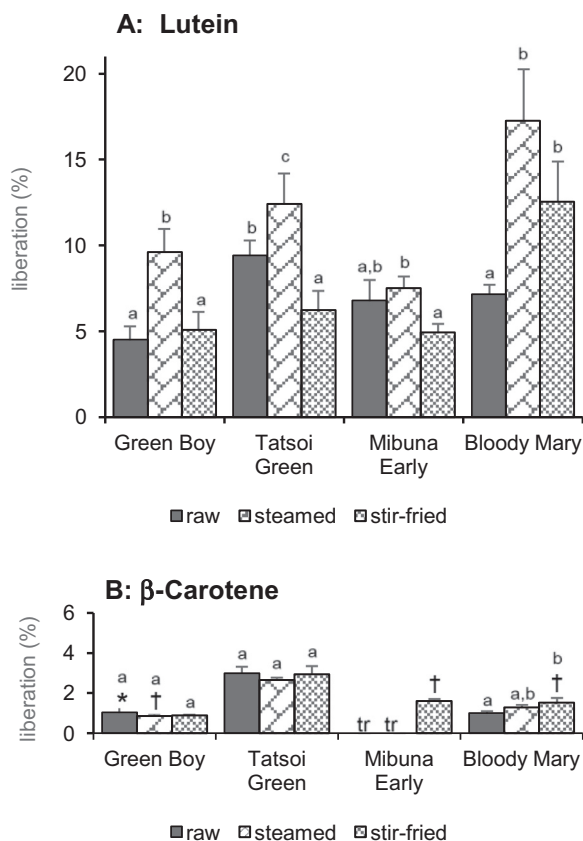 A: Lutein
liberation (%)
20
15
10
5
0
a b a
b c a
a,b b a
a b b
Green Boy
Tatsoi Green
Mibuna Early
Bloody Mary
raw steamed stir-fried
B: β-Carotene
liberation (%)
6
4
2
0
a a a
* †
a a a
tr tr †
a a,b b
†
Green Boy
Tatsoi Green
Mibuna Early
Bloody Mary
raw steamed stir-fried